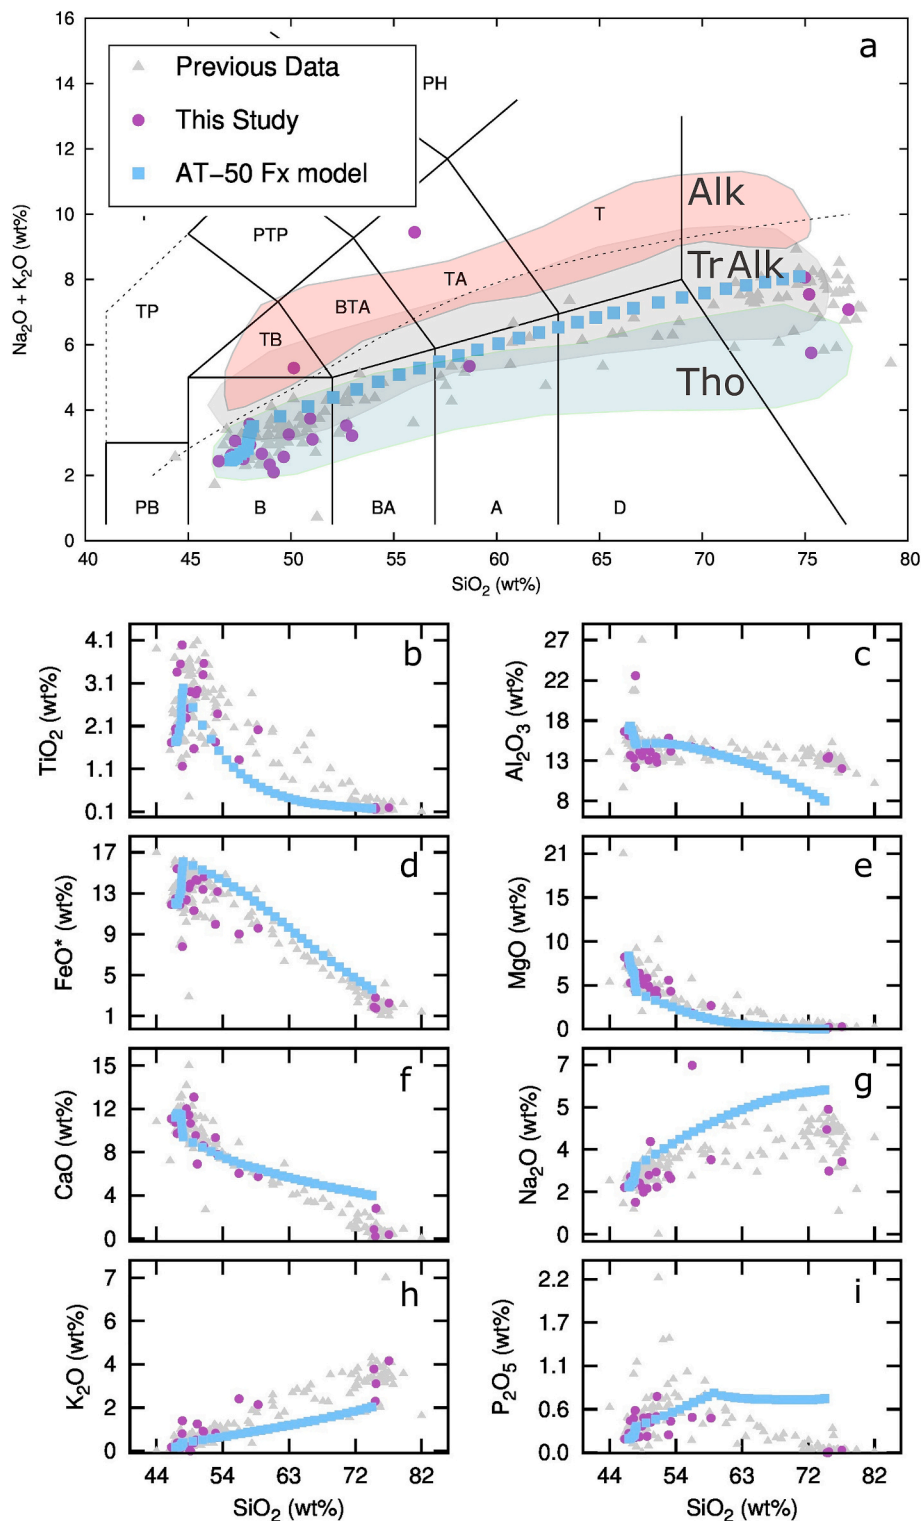 a
16
14
12
10
8
6
4
2
0
Na2O + K2O (wt%)
Previous Data
This Study
AT−50 Fx model
PH
PTP
T
Alk
TP
BTA
TA
TrAlk
TB
Tho
PB
B
BA
A
D
40
45
50
55
60
65
70
75
80
SiO2 (wt%)
b
4.1
3.1
2.1
1.1
0.1
TiO2 (wt%)
c
27
22
18
13
8
Al2O3 (wt%)
d
17
13
9
5
1
FeO* (wt%)
e
21
16
10
5
0
MgO (wt%)
f
15
12
8
4
0
CaO (wt%)
g
7
5
4
2
0
Na2O (wt%)
h
7
6
4
2
0
K2O (wt%)
i
2.2
1.7
1.1
0.6
0.0
P2O5 (wt%)
44 54 63 72 82
44 54 63 72 82
SiO2 (wt%)
SiO2 (wt%)